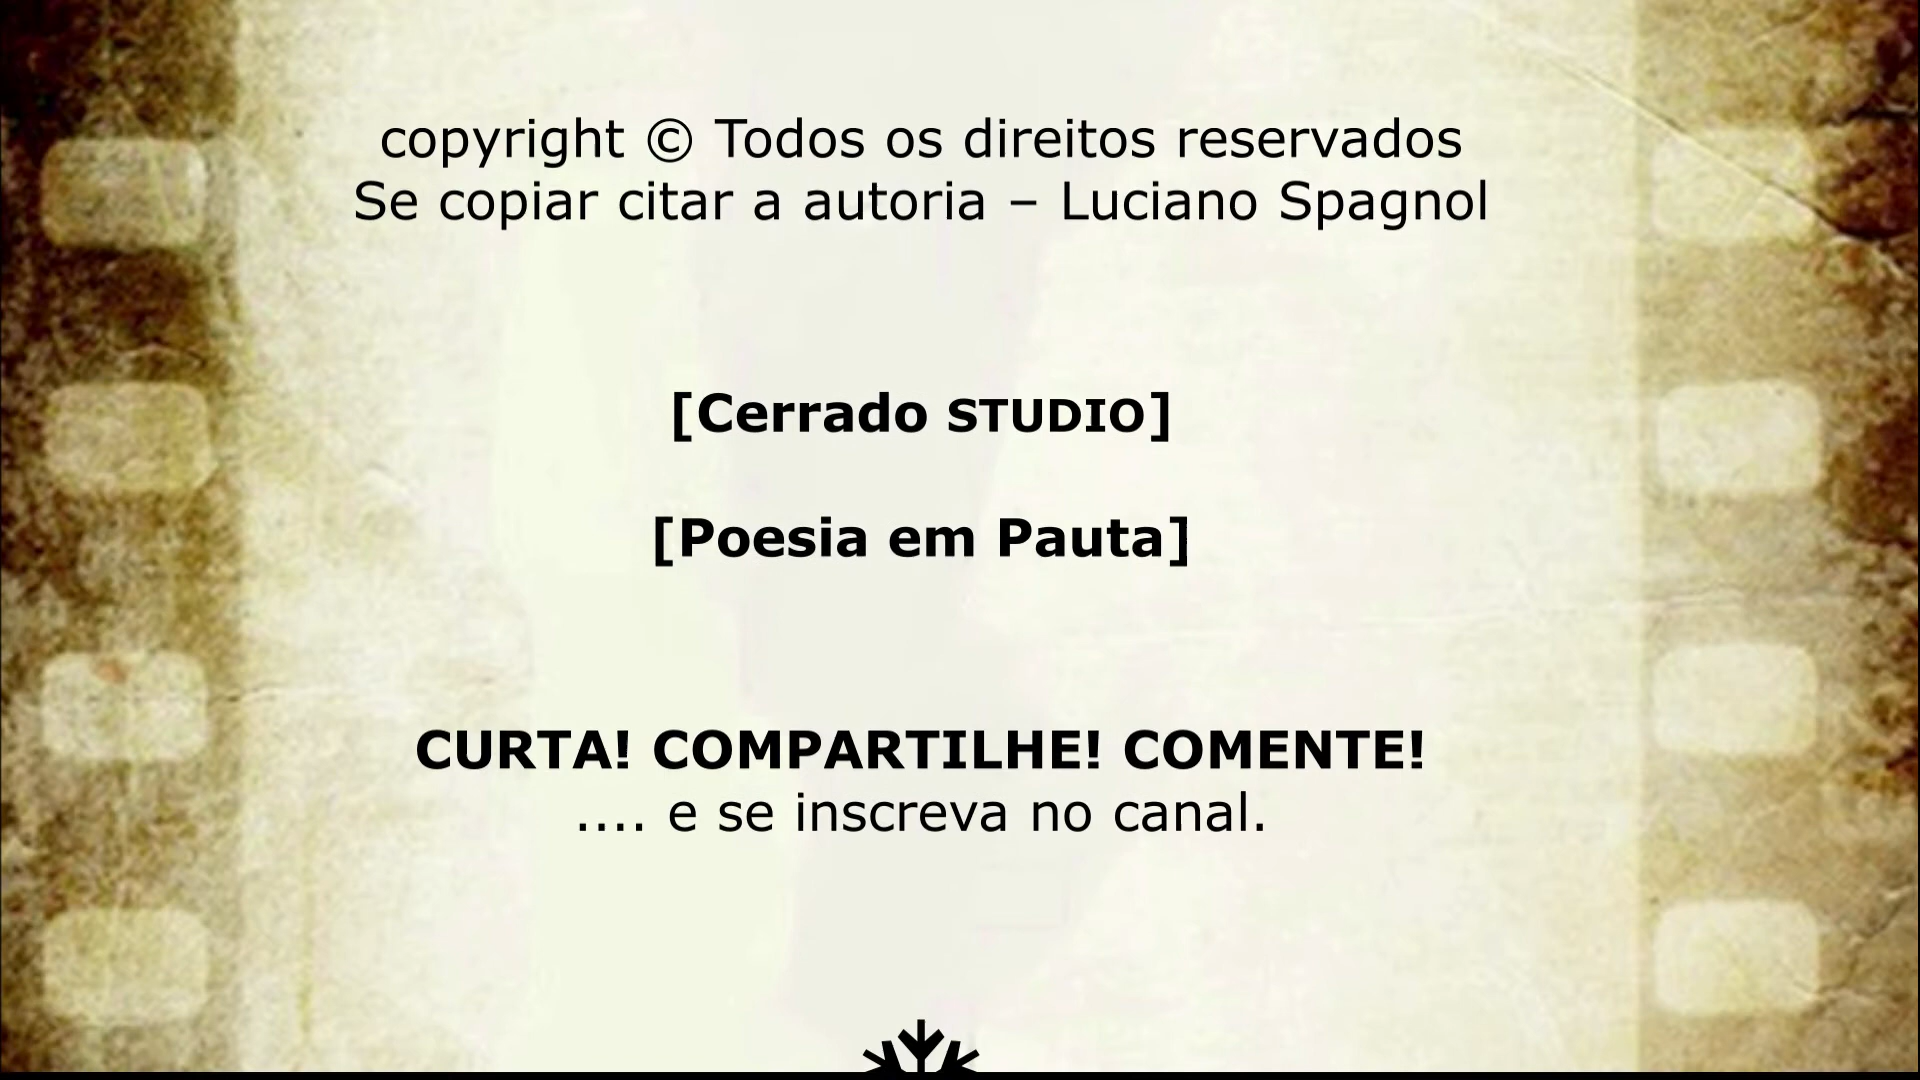 copyright © Todos os direitos reservados
Se copiar citar a autoria – Luciano Spagnol
[Cerrado STUDIO]
[Poesia em Pauta]
CURTA! COMPARTILHE! COMENTE!
.... e se inscreva no canal.